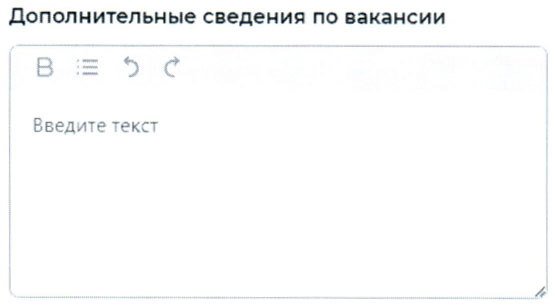 Дополнительные сведения по вакансии
B
Введите текст